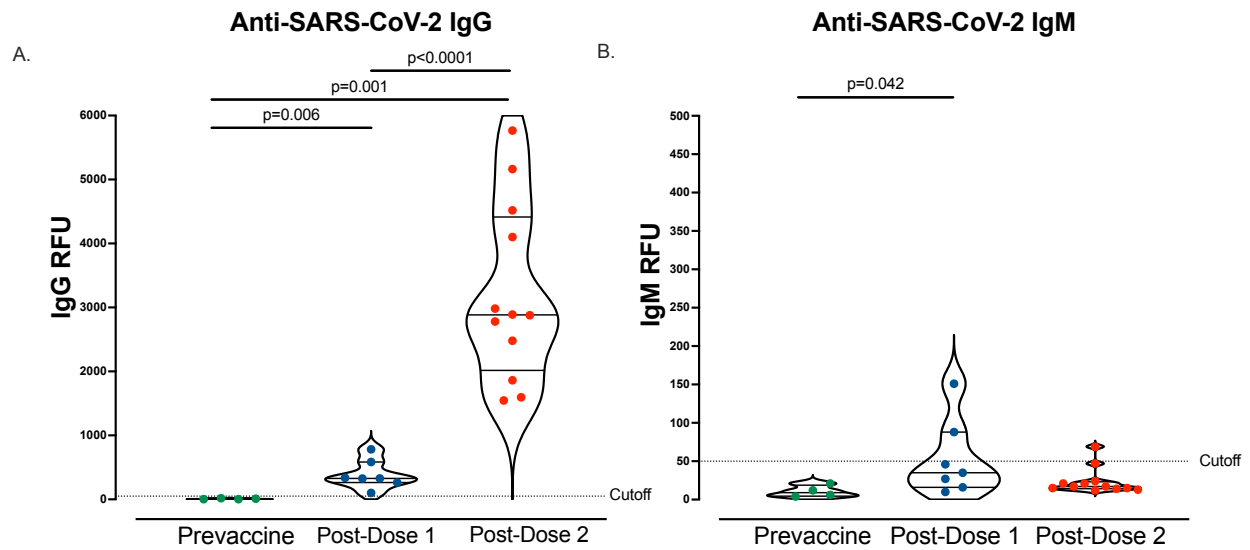 Anti-SARS-CoV-2 IgG
A.
p<0.0001
p=0.001
p=0.006
6000
5000
4000
3000
2000
1000
0
IgG RFU
Cutoff
Prevaccine Post-Dose 1 Post-Dose 2
Anti-SARS-CoV-2 IgM
B.
p=0.042
500
450
400
350
300
250
200
150
100
50
0
IgM RFU
Cutoff
Prevaccine Post-Dose 1 Post-Dose 2